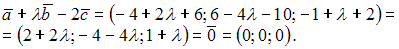 a̅ + λb̅ − 2c̅ = (− 4 + 2λ + 6; 6 − 4λ − 10; −1 + λ + 2) =
= (2 + 2λ; − 4 − 4λ; 1 + λ) = 0̅ = (0; 0; 0).